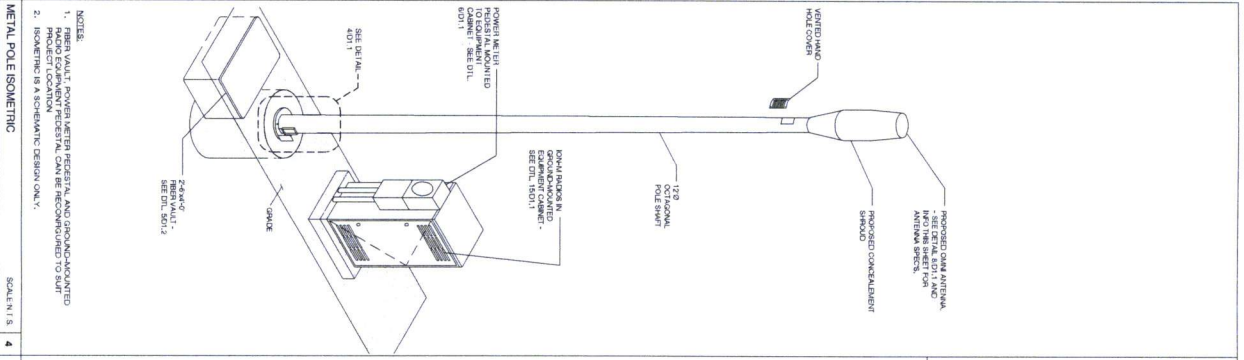 PROPOSED OMNI ANTENNA,
- SEE DETAIL 8/D1.1 AND
INFO THIS SHEET FOR
ANTENNA SPEC'S.
PROPOSED CONCEALEMENT
SHROUD
VENTED HAND
HOLE COVER
12"Ø
OCTAGONAL
POLE SHAFT
ION-M RADIOS IN
GROUND-MOUNTED
EQUIPMENT CABINET -
SEE DTL. 15/D1.1
POWER METER
PEDESTAL MOUNTED
TO EQUIPMENT
CABINET - SEE DTL.
6/D1.1
SEE DETAIL
4/D1.1
GRADE
2'-6"x4'-0"
FIBER VAULT -
SEE DTL. 5/D1.2
NOTES:
1. FIBER VAULT, POWER METER PEDESTAL AND GROUND-MOUNTED
RADIO EQUIPMENT PEDESTAL CAN BE RECONFIGURED TO SUIT
PROJECT LOCATION
2. ISOMETRIC IS A SCHEMATIC DESIGN ONLY.
METAL POLE ISOMETRIC
SCALE: N.T.S.
4